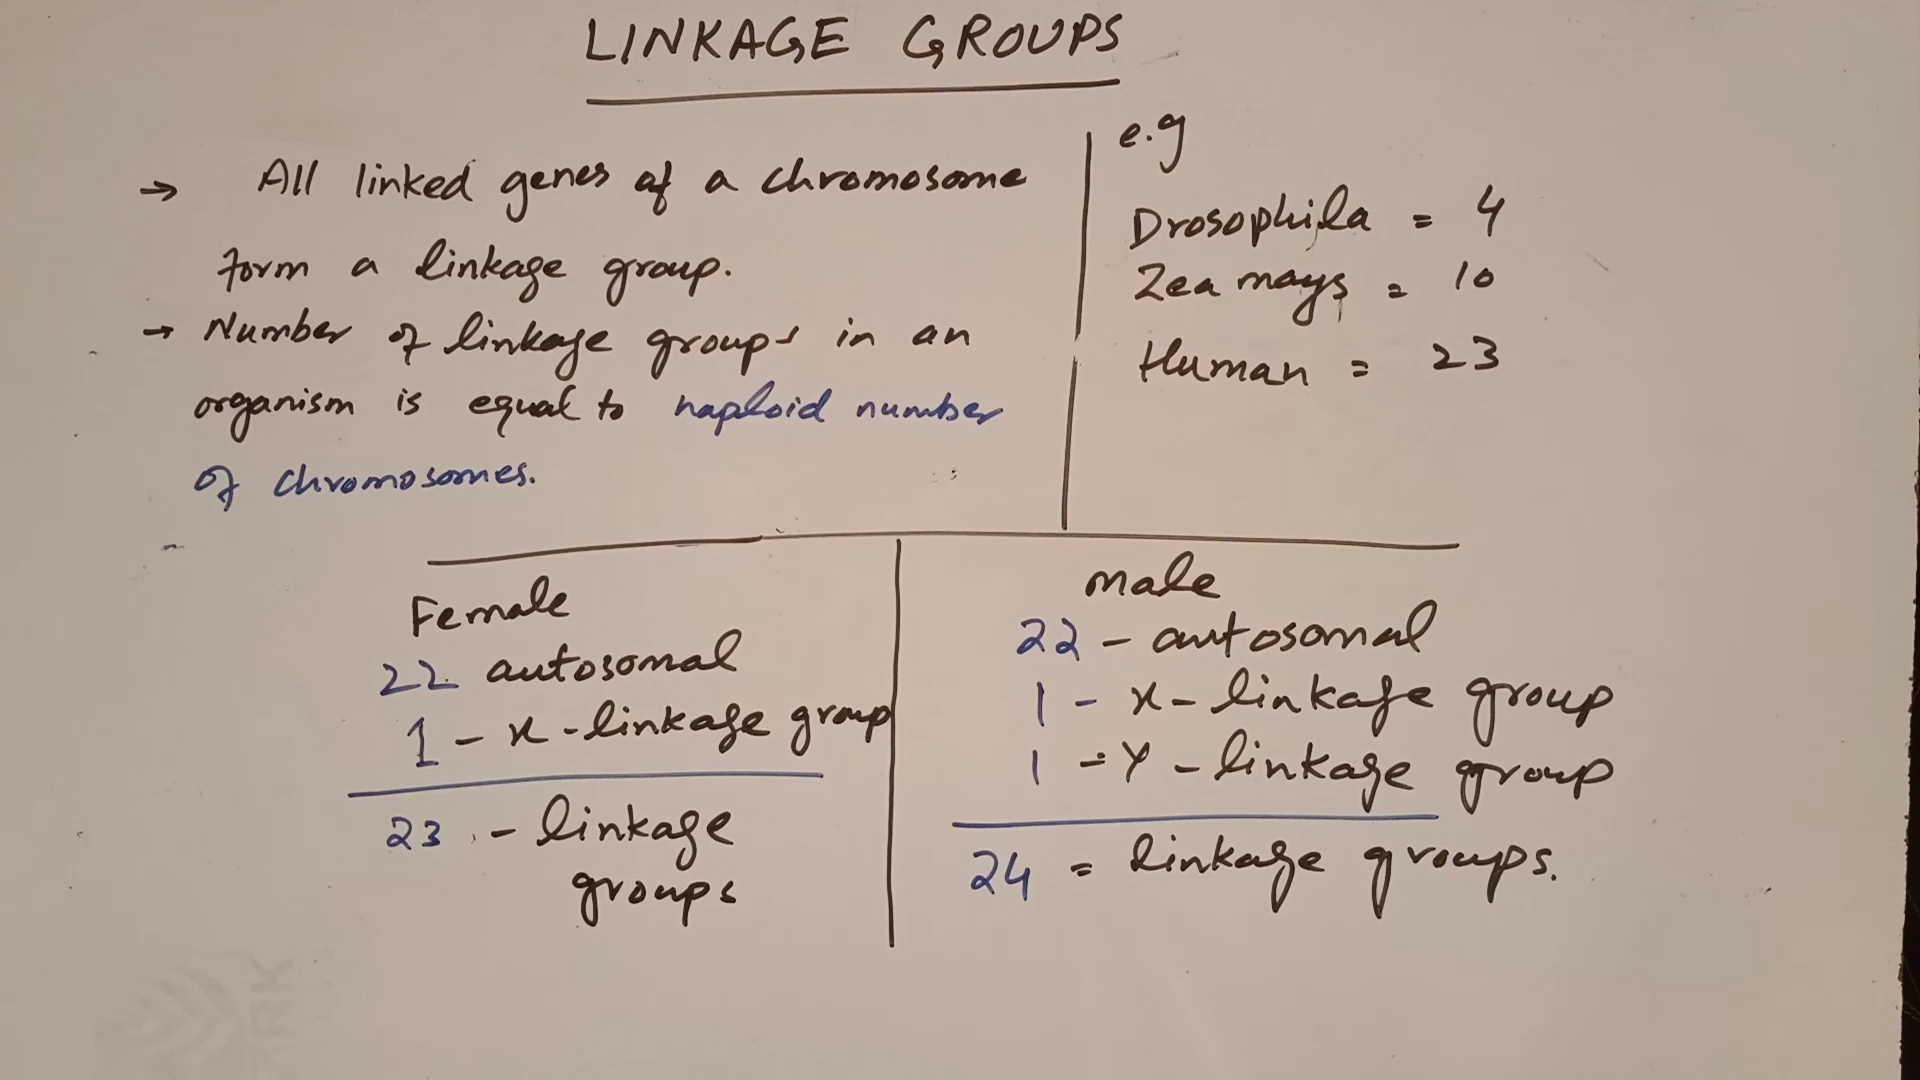 LINKAGE GROUPS
→ All linked genes of a chromosome
form a linkage group.
→ Number of linkage groups in an
organism is equal to haploid number
of chromosomes.
e.g
Drosophila = 4
Zea mays = 10
Human = 23
Female
22 autosomal
1 - x - linkage group
23 - linkage
groups
male
22 - autosomal
1 - x - linkage group
1 - Y - linkage group
24 = linkage groups.